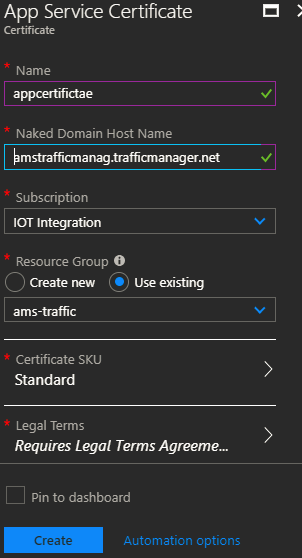 App Service Certificate
Certificate
* Name
appcertifictae
* Naked Domain Host Name
amstrafficmanag.trafficmanager.net
* Subscription
IOT Integration
* Resource Group
Create new Use existing
ams-traffic
* Certificate SKU
Standard
* Legal Terms
Requires Legal Terms Agreeme...
Pin to dashboard
Create Automation options